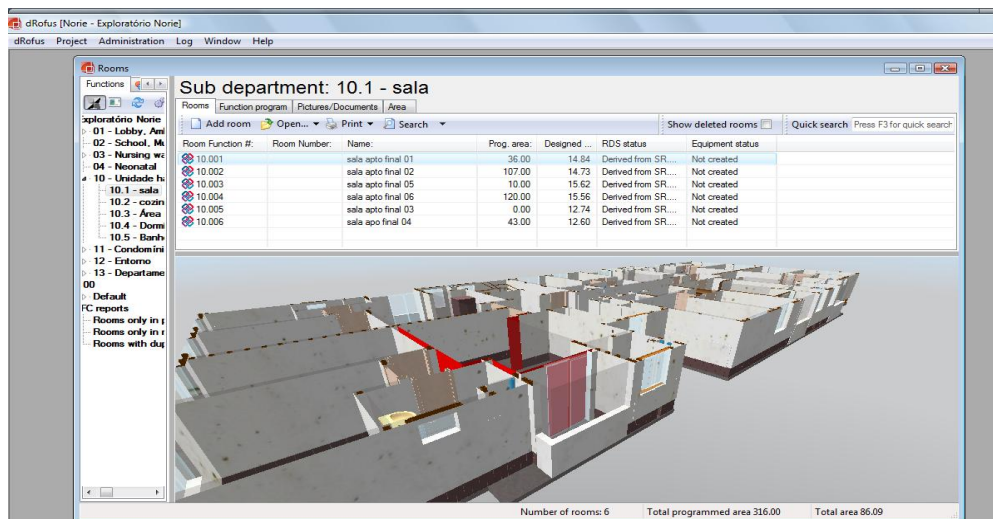 dRofus [Norie - Exploratório Norie]
dRofus Project Administration Log Window Help
Rooms
Functions
Sub department: 10.1 - sala
Rooms Function program Pictures/Documents Area
Add room Open... Print Search Show deleted rooms Quick search Press F3 for quick search
Room Function #: Room Number: Name: Prog. area: Designed ... RDS status Equipment status
10.001 sala apto final 01 36.00 14.84 Derived from SR.... Not created
10.002 sala apto final 02 107.00 14.73 Derived from SR.... Not created
10.003 sala apto final 05 10.00 15.62 Derived from SR.... Not created
10.004 sala apto final 06 120.00 15.56 Derived from SR.... Not created
10.005 sala apto final 03 0.00 12.74 Derived from SR.... Not created
10.006 sala apo final 04 43.00 12.60 Derived from SR.... Not created
xploratório Norie
01 - Lobby, Am
02 - School, Mu
03 - Nursing wa
04 - Neonatal
10 - Unidade ha
10.1 - sala
10.2 - cozin
10.3 - Área
10.4 - Dormi
10.5 - Banh
11 - Condomíni
12 - Entorno
13 - Departame
00
Default
FC reports
Rooms only in
Rooms only in
Rooms with dup
Number of rooms: 6 Total programmed area 316.00 Total area 86.09